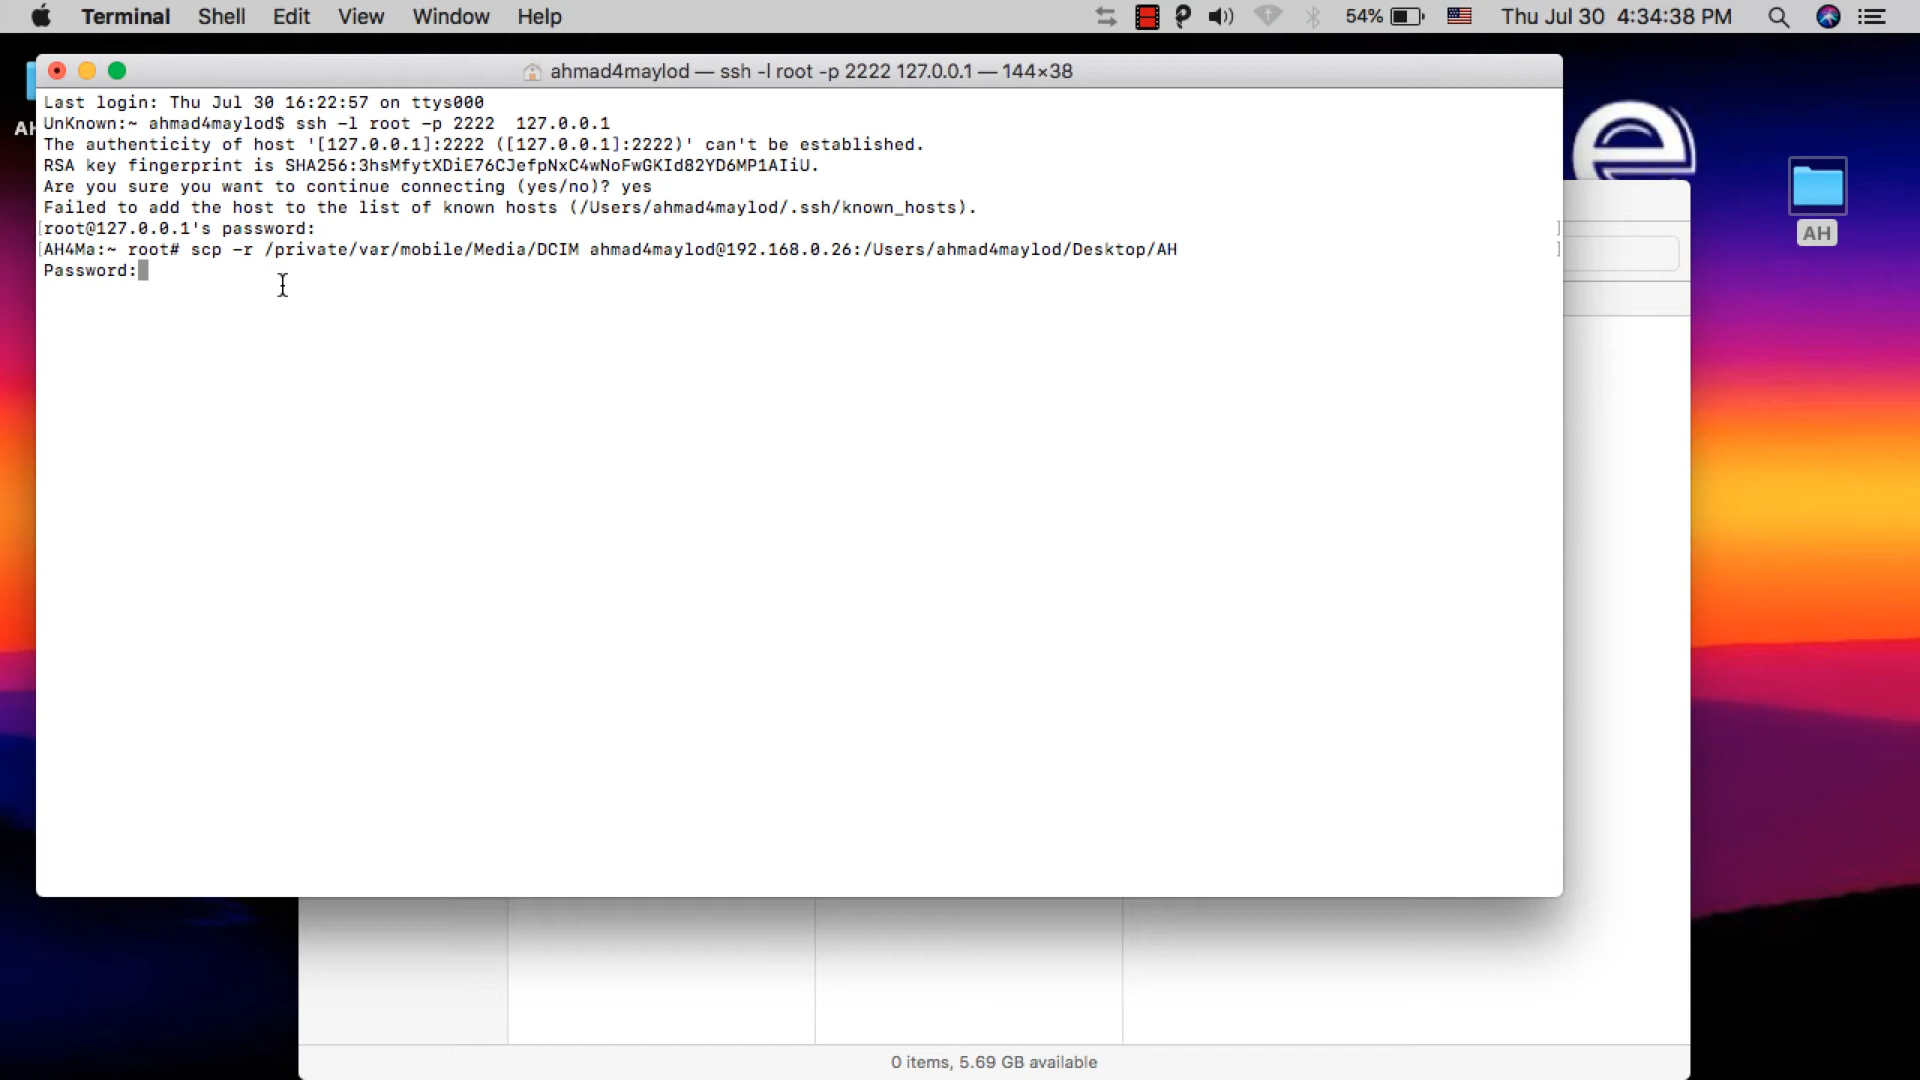 Terminal Shell Edit View Window Help 54% Thu Jul 30 4:34:38 PM
ahmad4maylod — ssh -l root -p 2222 127.0.0.1 — 144×38
Last login: Thu Jul 30 16:22:57 on ttys000
UnKnown:~ ahmad4maylod$ ssh -l root -p 2222  127.0.0.1
The authenticity of host '[127.0.0.1]:2222 ([127.0.0.1]:2222)' can't be established.
RSA key fingerprint is SHA256:3hsMfytXDiE76CJefpNxC4wNoFwGKId82YD6MP1AIiU.
Are you sure you want to continue connecting (yes/no)? yes
Failed to add the host to the list of known hosts (/Users/ahmad4maylod/.ssh/known_hosts).
[root@127.0.0.1's password: ]
[AH4Ma:~ root# scp -r /private/var/mobile/Media/DCIM ahmad4maylod@192.168.0.26:/Users/ahmad4maylod/Desktop/AH ]
Password:
AH
0 items, 5.69 GB available